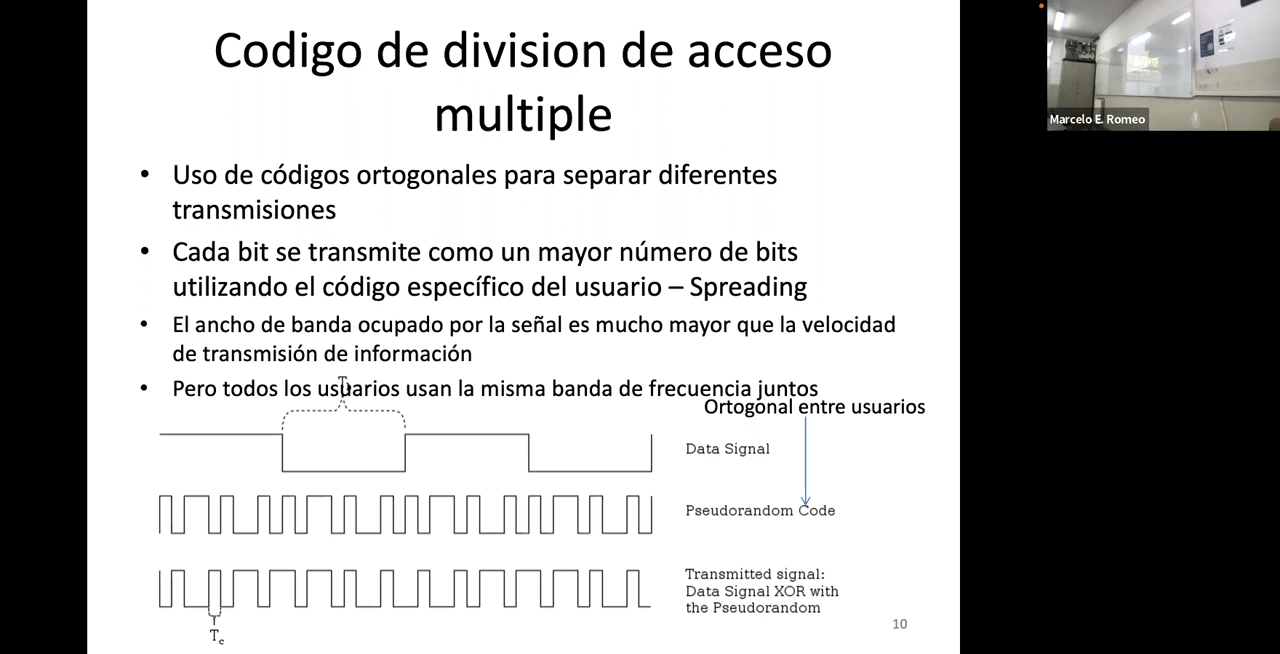 Codigo de division de acceso
multiple
• Uso de códigos ortogonales para separar diferentes
transmisiones
• Cada bit se transmite como un mayor número de bits
utilizando el código específico del usuario – Spreading
• El ancho de banda ocupado por la señal es mucho mayor que la velocidad
de transmisión de información
• Pero todos los usuarios usan la misma banda de frecuencia juntos
Ortogonal entre usuarios
Data Signal
Pseudorandom Code
Transmitted signal:
Data Signal XOR with
the Pseudorandom
Tc
10
Marcelo E. Romeo